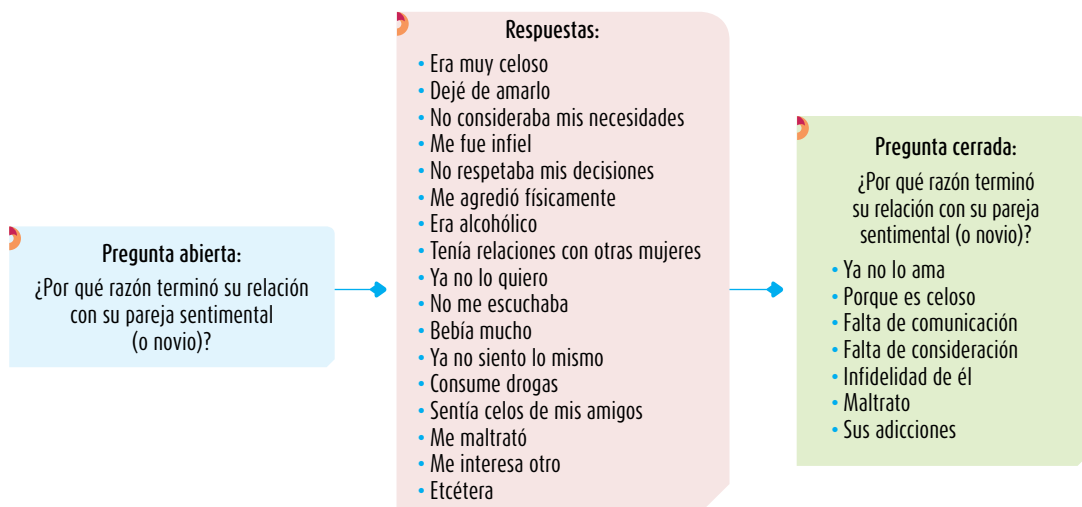 Pregunta abierta:
¿Por qué razón terminó su relación
con su pareja sentimental
(o novio)?
Respuestas:
• Era muy celoso
• Dejé de amarlo
• No consideraba mis necesidades
• Me fue infiel
• No respetaba mis decisiones
• Me agredió físicamente
• Era alcohólico
• Tenía relaciones con otras mujeres
• Ya no lo quiero
• No me escuchaba
• Bebía mucho
• Ya no siento lo mismo
• Consume drogas
• Sentía celos de mis amigos
• Me maltrató
• Me interesa otro
• Etcétera
Pregunta cerrada:
¿Por qué razón terminó
su relación con su pareja
sentimental (o novio)?
• Ya no lo ama
• Porque es celoso
• Falta de comunicación
• Falta de consideración
• Infidelidad de él
• Maltrato
• Sus adicciones